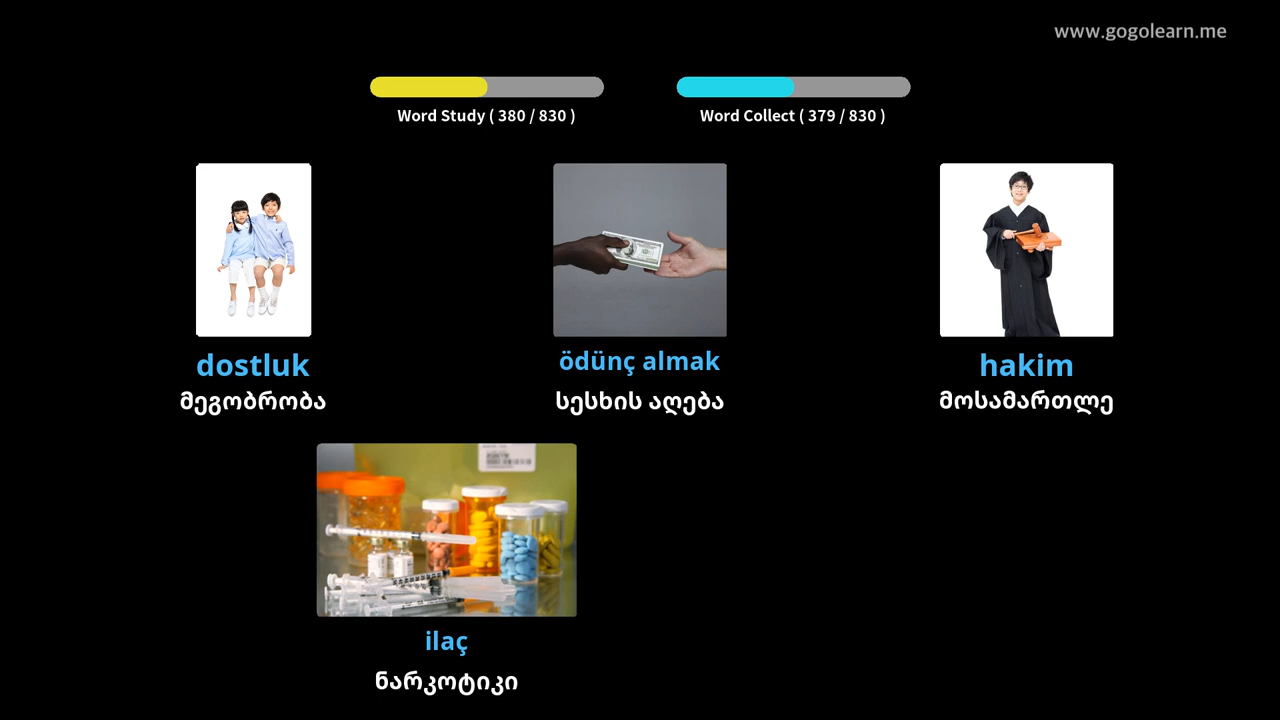 www.gogolearn.me
Word Study ( 380 / 830 )
Word Collect ( 379 / 830 )
dostluk
მეგობრობა
ödünç almak
სესხის აღება
hakim
მოსამართლე
ilaç
ნარკოტიკი